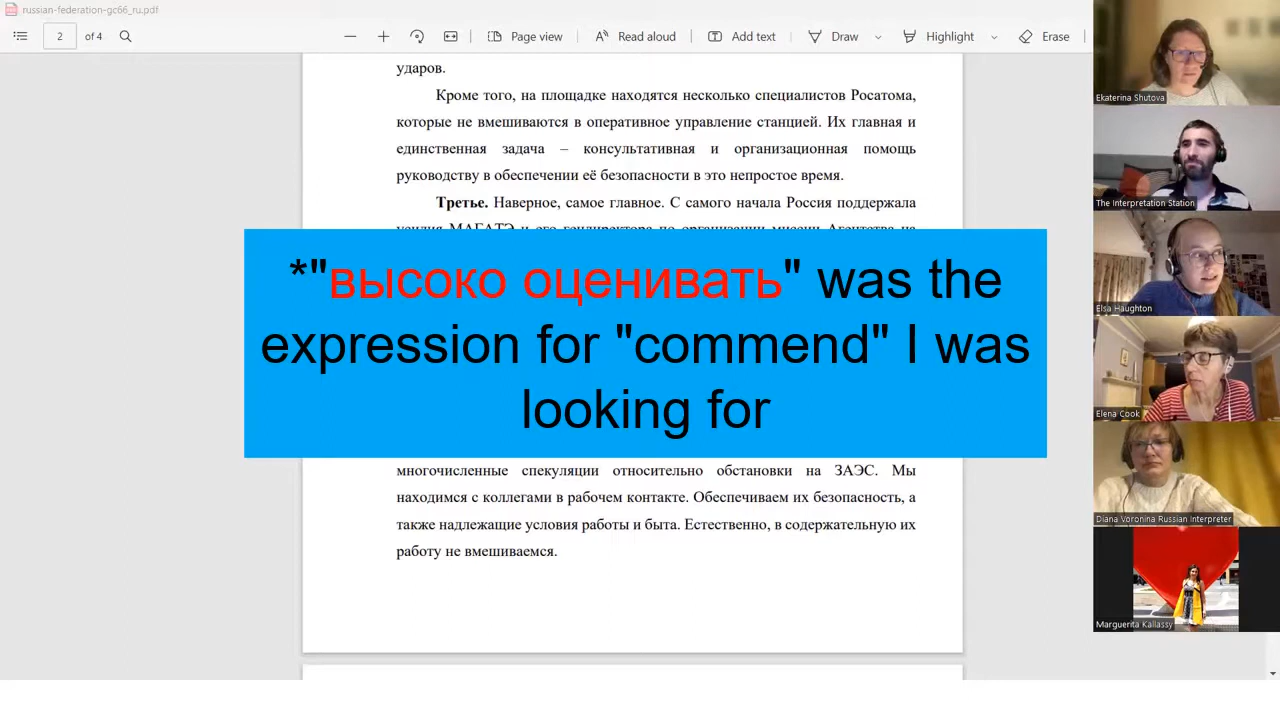 russian-federation-gc66_ru.pdf
2 of 4 Page view Read aloud Add text Draw Highlight Erase
ударов.
Кроме того, на площадке находятся несколько специалистов Росатома,
которые не вмешиваются в оперативное управление станцией. Их главная и
единственная задача – консультативная и организационная помощь
руководству в обеспечении её безопасности в это непростое время.
Третье. Наверное, самое главное. С самого начала Россия поддержала
*"высоко оценивать" was the
expression for "commend" I was
looking for
многочисленные спекуляции относительно обстановки на ЗАЭС. Мы
находимся с коллегами в рабочем контакте. Обеспечиваем их безопасность, а
также надлежащие условия работы и быта. Естественно, в содержательную их
работу не вмешиваемся.
Ekaterina Shutova
The Interpretation Station
Elsa Haughton
Elena Cook
Diana Voronina Russian Interpreter
Marguerita Kallassy